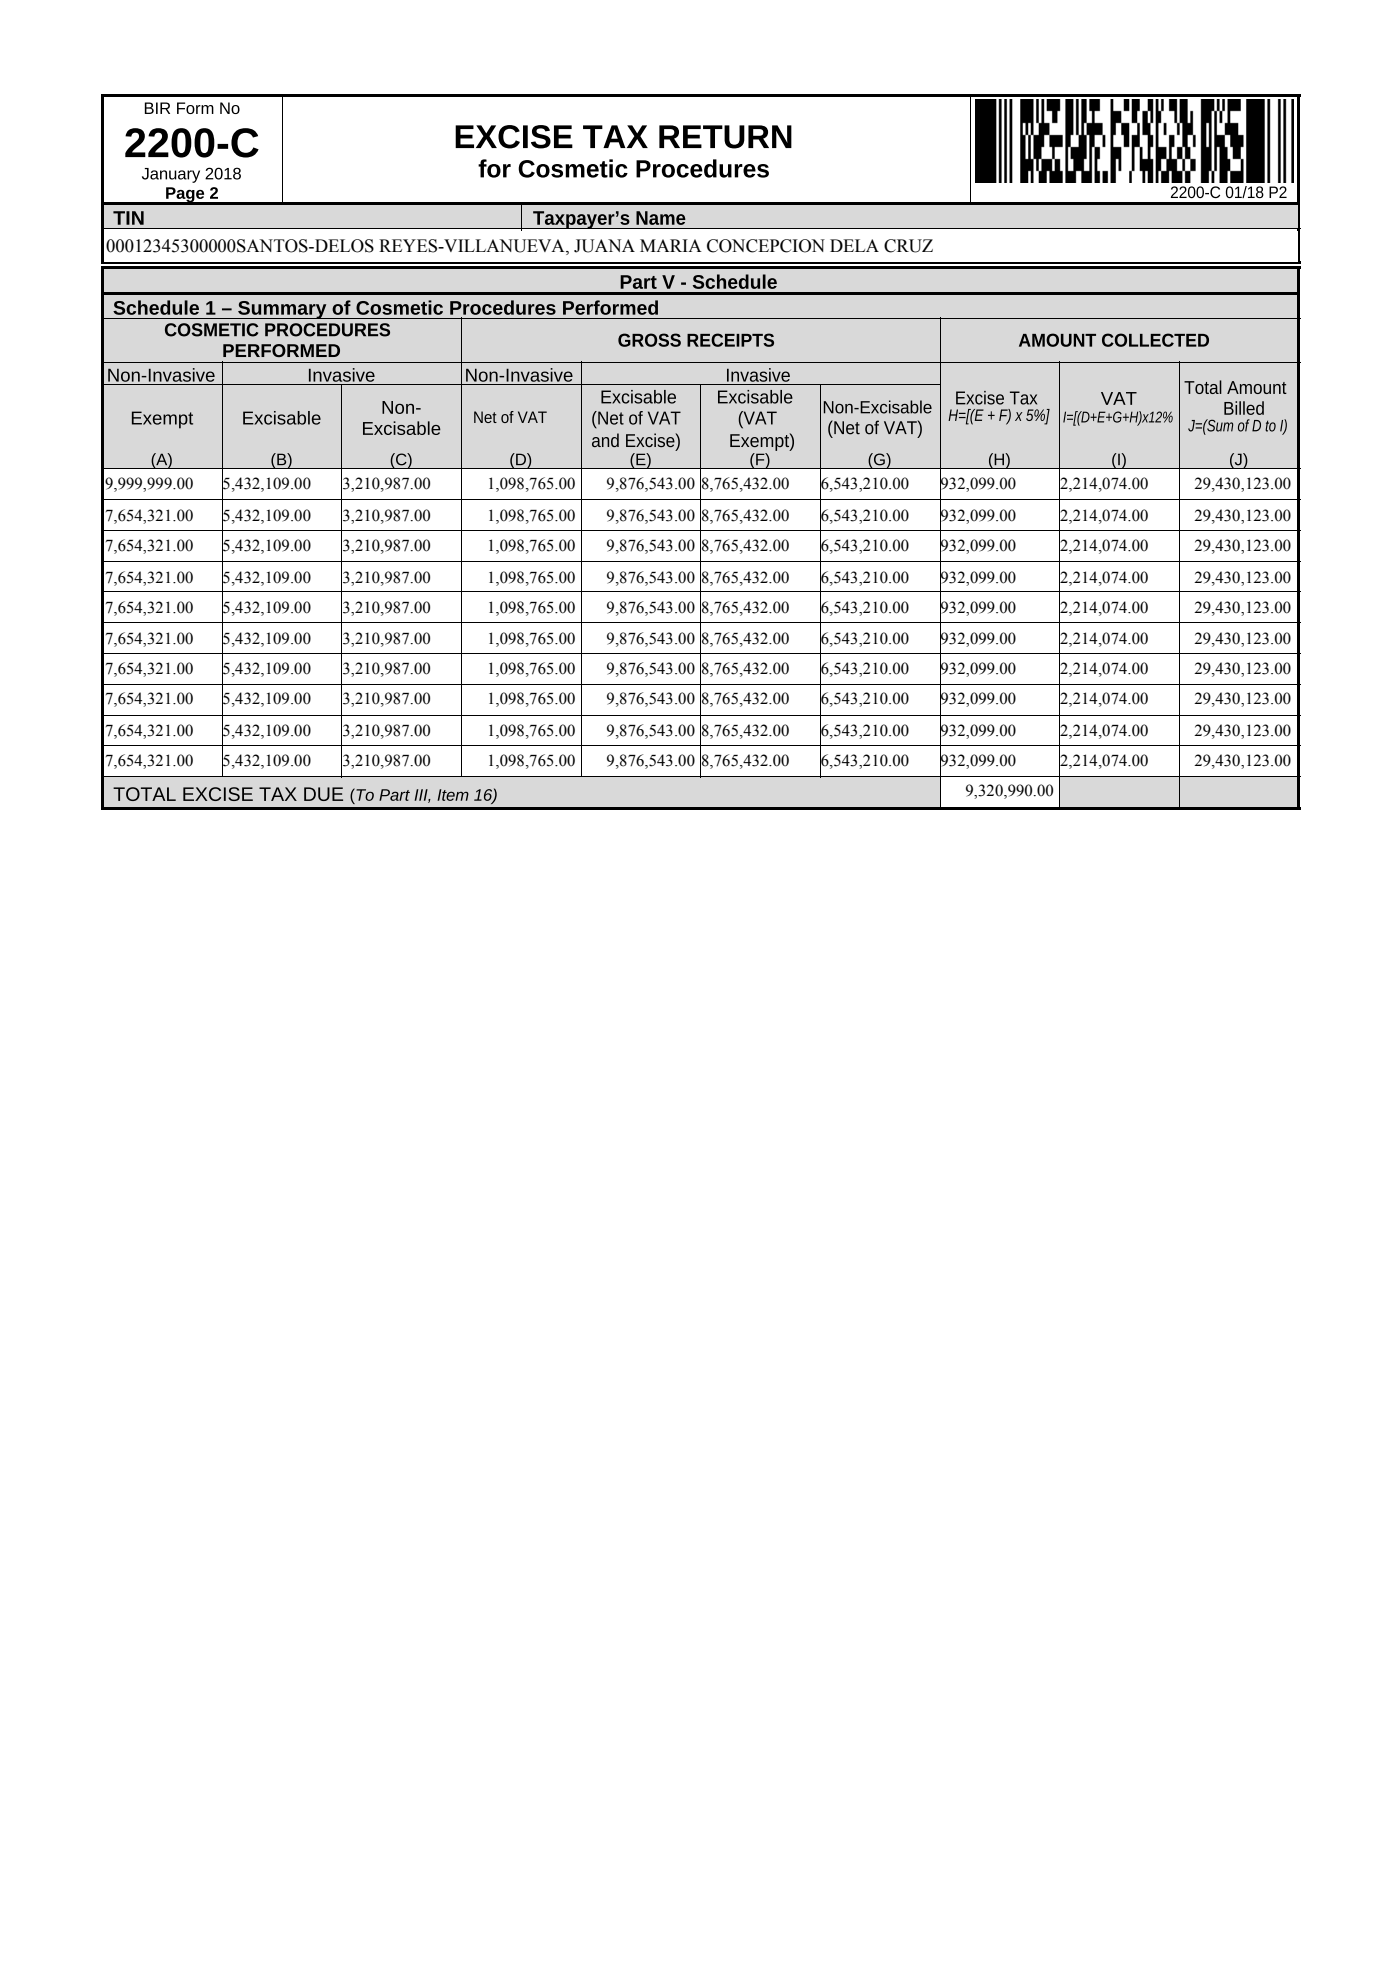 BIR Form No
2200-C
January 2018
Page 2
EXCISE TAX RETURN
for Cosmetic Procedures
2200-C 01/18 P2
TIN Taxpayer’s Name
00012345300000SANTOS-DELOS REYES-VILLANUEVA, JUANA MARIA CONCEPCION DELA CRUZ
Part V - Schedule
Schedule 1 – Summary of Cosmetic Procedures Performed
COSMETIC PROCEDURES
PERFORMED
GROSS RECEIPTS
AMOUNT COLLECTED
Non-Invasive Invasive Non-Invasive Invasive
Exempt
(A)
Excisable
(B)
Non-
Excisable
(C)
Net of VAT
(D)
Excisable
(Net of VAT
and Excise)
(E)
Excisable
(VAT
Exempt)
(F)
Non-Excisable
(Net of VAT)
(G)
Excise Tax
H=[(E + F) x 5%]
(H)
VAT
I=[(D+E+G+H)x12%
(I)
Total Amount
Billed
J=(Sum of D to I)
(J)
9,999,999.00 5,432,109.00 3,210,987.00 1,098,765.00 9,876,543.00 8,765,432.00 6,543,210.00 932,099.00 2,214,074.00 29,430,123.00
7,654,321.00 5,432,109.00 3,210,987.00 1,098,765.00 9,876,543.00 8,765,432.00 6,543,210.00 932,099.00 2,214,074.00 29,430,123.00
7,654,321.00 5,432,109.00 3,210,987.00 1,098,765.00 9,876,543.00 8,765,432.00 6,543,210.00 932,099.00 2,214,074.00 29,430,123.00
7,654,321.00 5,432,109.00 3,210,987.00 1,098,765.00 9,876,543.00 8,765,432.00 6,543,210.00 932,099.00 2,214,074.00 29,430,123.00
7,654,321.00 5,432,109.00 3,210,987.00 1,098,765.00 9,876,543.00 8,765,432.00 6,543,210.00 932,099.00 2,214,074.00 29,430,123.00
7,654,321.00 5,432,109.00 3,210,987.00 1,098,765.00 9,876,543.00 8,765,432.00 6,543,210.00 932,099.00 2,214,074.00 29,430,123.00
7,654,321.00 5,432,109.00 3,210,987.00 1,098,765.00 9,876,543.00 8,765,432.00 6,543,210.00 932,099.00 2,214,074.00 29,430,123.00
7,654,321.00 5,432,109.00 3,210,987.00 1,098,765.00 9,876,543.00 8,765,432.00 6,543,210.00 932,099.00 2,214,074.00 29,430,123.00
7,654,321.00 5,432,109.00 3,210,987.00 1,098,765.00 9,876,543.00 8,765,432.00 6,543,210.00 932,099.00 2,214,074.00 29,430,123.00
7,654,321.00 5,432,109.00 3,210,987.00 1,098,765.00 9,876,543.00 8,765,432.00 6,543,210.00 932,099.00 2,214,074.00 29,430,123.00
TOTAL EXCISE TAX DUE (To Part III, Item 16) 9,320,990.00